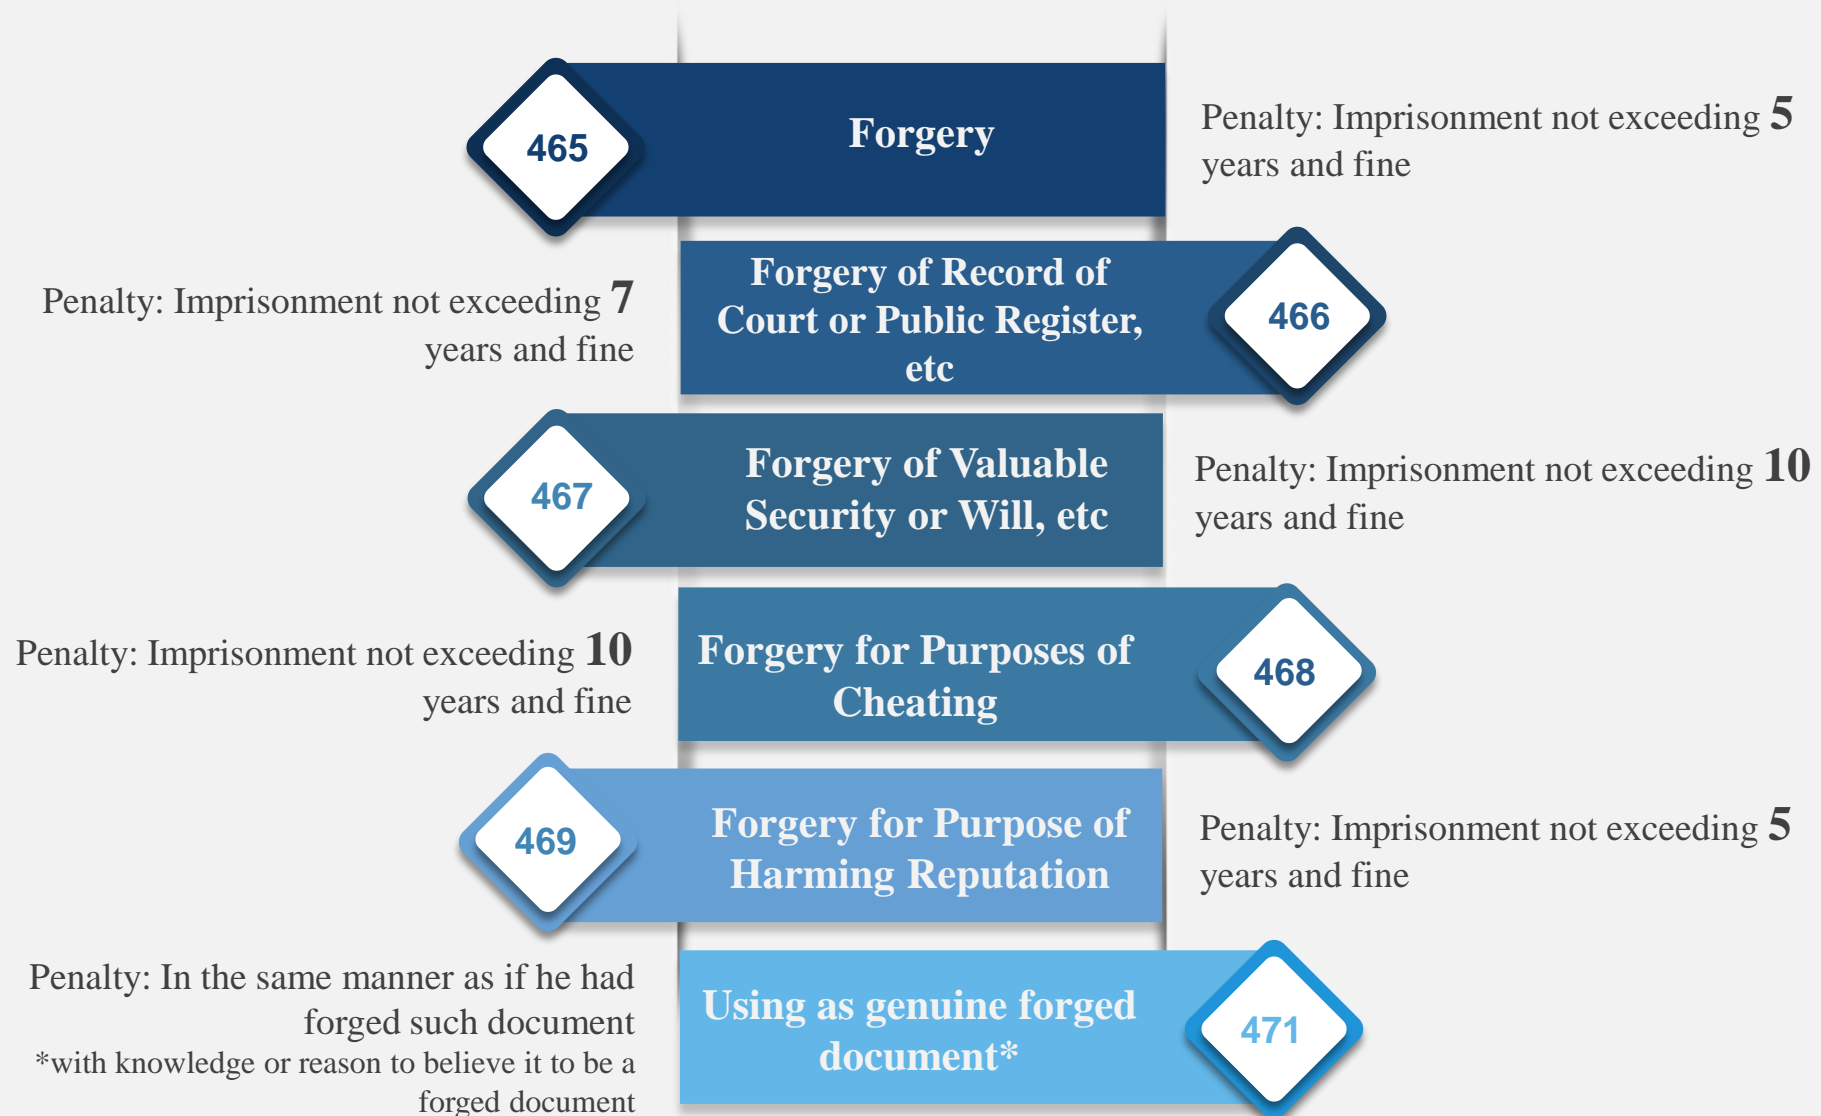 465
Forgery
Penalty: Imprisonment not exceeding 5
years and fine
Penalty: Imprisonment not exceeding 7
years and fine
Forgery of Record of
Court or Public Register,
etc
466
467
Forgery of Valuable
Security or Will, etc
Penalty: Imprisonment not exceeding 10
years and fine
Penalty: Imprisonment not exceeding 10
years and fine
Forgery for Purposes of
Cheating
468
469
Forgery for Purpose of
Harming Reputation
Penalty: Imprisonment not exceeding 5
years and fine
Penalty: In the same manner as if he had
forged such document
*with knowledge or reason to believe it to be a
forged document
Using as genuine forged
document*
471